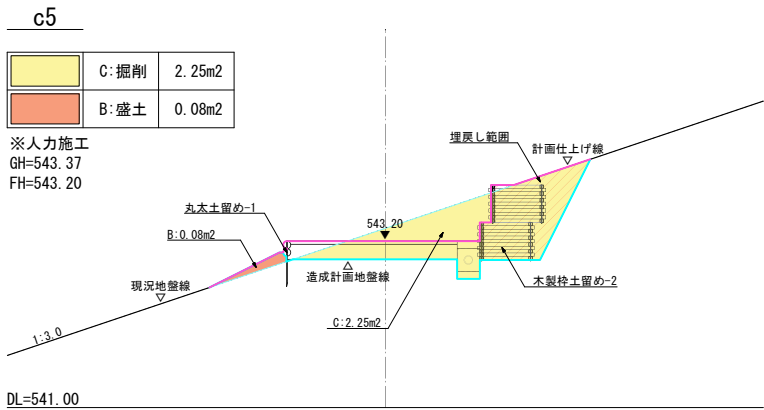 c5
C:掘削 2.25m2
B:盛土 0.08m2
※人力施工
GH=543.37
FH=543.20
埋戻し範囲
計画仕上げ線
丸太土留め-1
543.20
B:0.08m2
木製枠土留め-2
造成計画地盤線
現況地盤線
C:2.25m2
1:3.0
DL=541.00